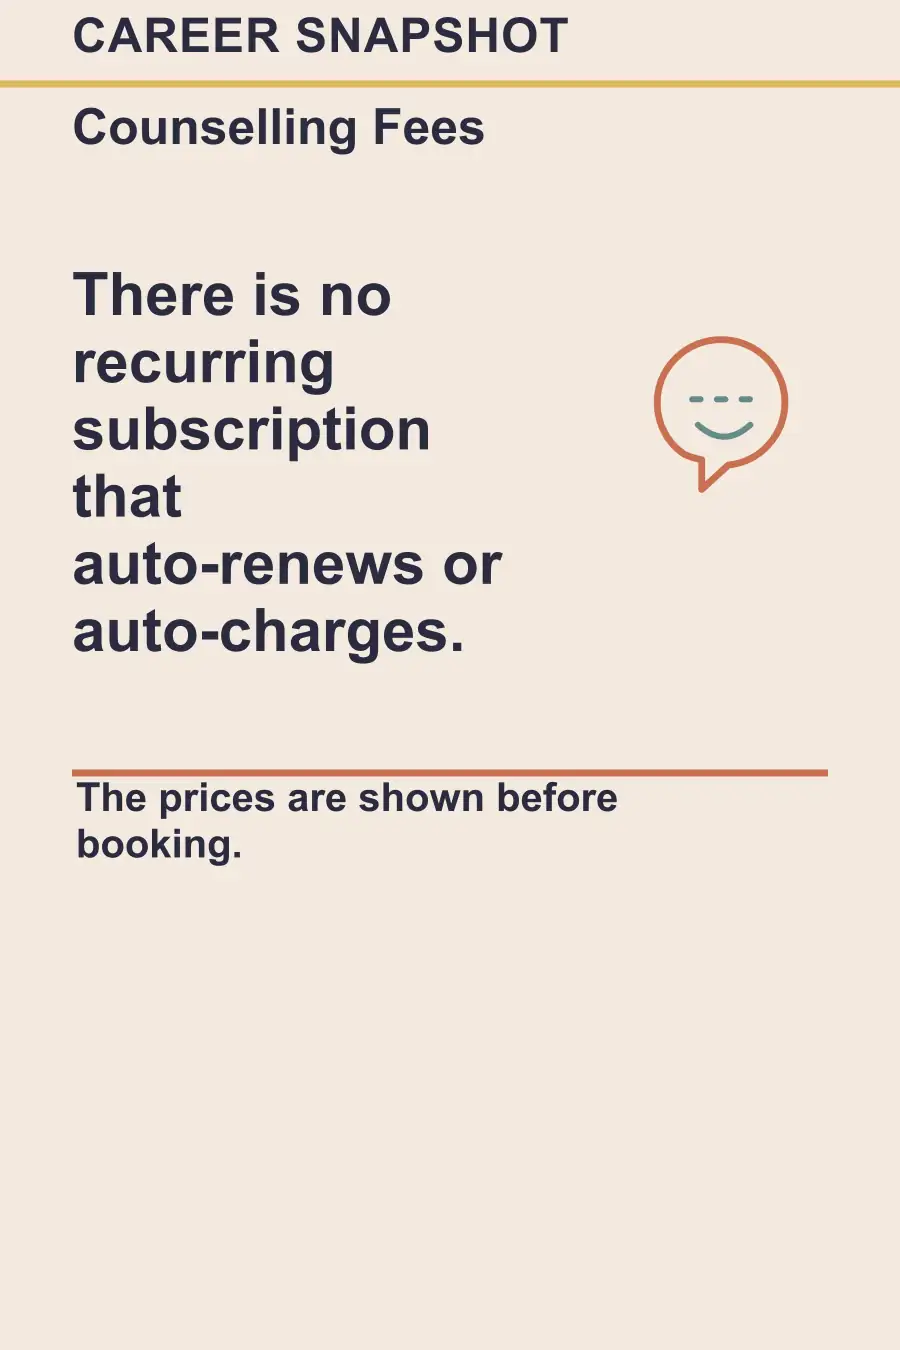 CAREER SNAPSHOT
Counselling Fees
There is no
recurring
subscription
that
auto-renews or
auto-charges.
The prices are shown before
booking.